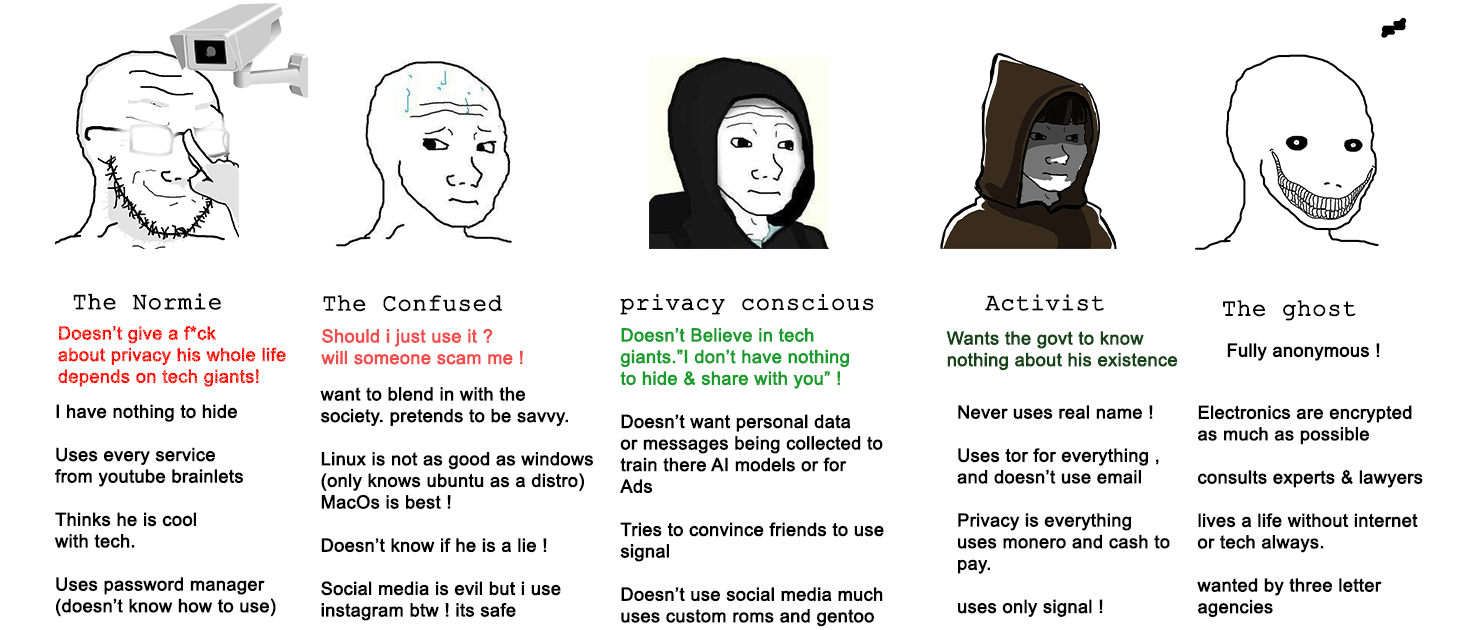 The Normie
Doesn't give a f*ck
about privacy his whole life
depends on tech giants!
I have nothing to hide
Uses every service
from youtube brainlets
Thinks he is cool
with tech.
Uses password manager
(doesn't know how to use)
The Confused
Should i just use it ?
will someone scam me !
want to blend in with the
society. pretends to be savvy.
Linux is not as good as windows
(only knows ubuntu as a distro)
MacOs is best !
Doesn't know if he is a lie !
Social media is evil but i use
instagram btw ! its safe
privacy conscious
Doesn't Believe in tech
giants."I don't have nothing
to hide & share with you" !
Doesn't want personal data
or messages being collected to
train there AI models or for
Ads
Tries to convince friends to use
signal
Doesn't use social media much
uses custom roms and gentoo
Activist
Wants the govt to know
nothing about his existence
Never uses real name !
Uses tor for everything ,
and doesn't use email
Privacy is everything
uses monero and cash to
pay.
uses only signal !
The ghost
Fully anonymous !
Electronics are encrypted
as much as possible
consults experts & lawyers
lives a life without internet
or tech always.
wanted by three letter
agencies